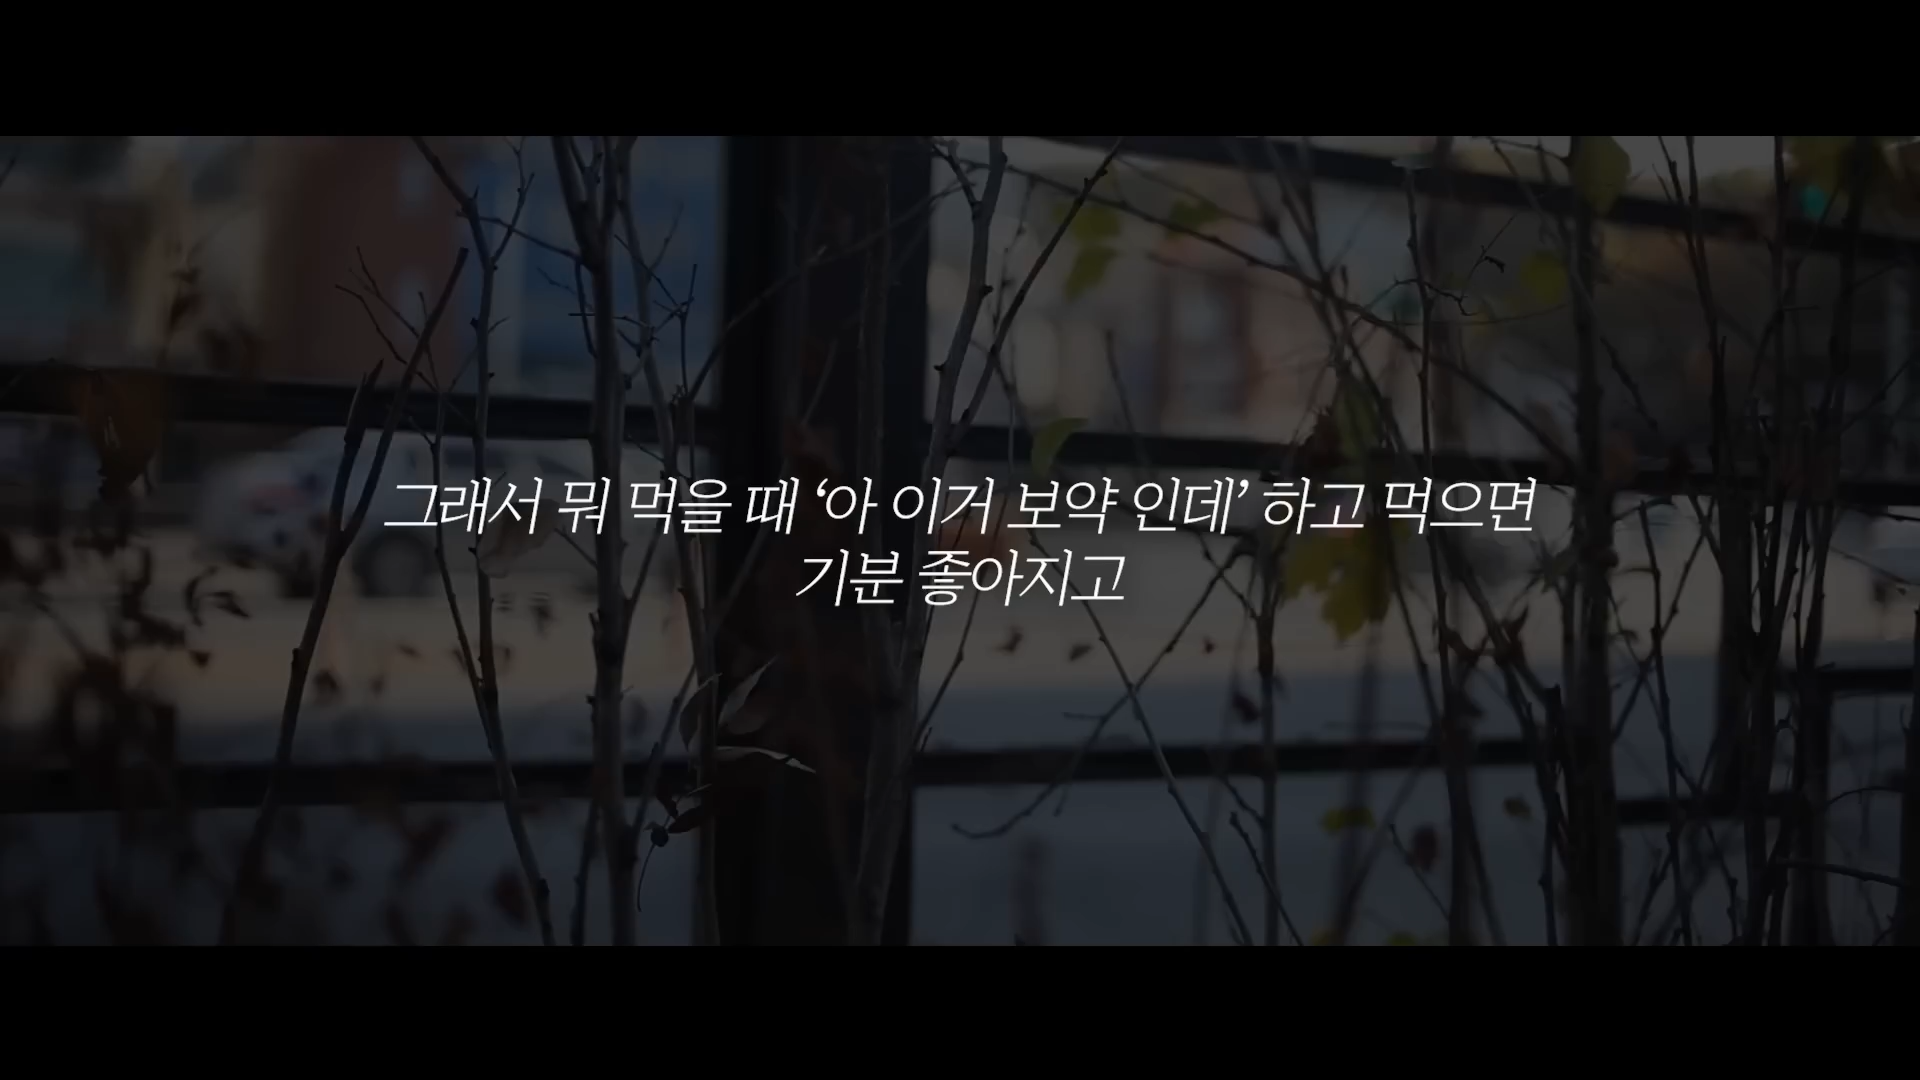 그래서 뭐 먹을 때 ‘아 이거 보약 인데’ 하고 먹으면
기분 좋아지고